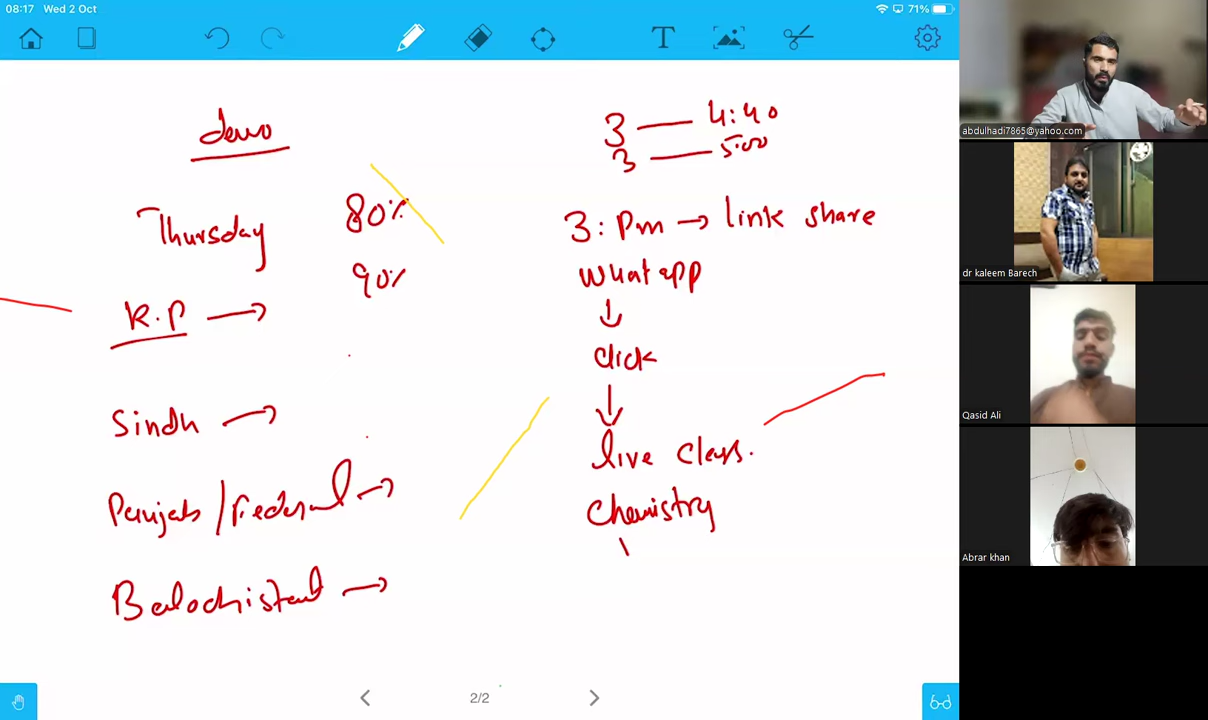 08:17 Wed 2 Oct
71%
T
demo
Thursday 80%
90%
K.P →
Sindh →
Punjab/Federal →
Balochistan →
3 — 4:40
3 — 5:00
3: Pm → link share
Whatapp
↓
click
↓
live class.
Chemistry
2/2
abdulhadi7865@yahoo.com
dr kaleem Barech
Qasid Ali
Abrar khan